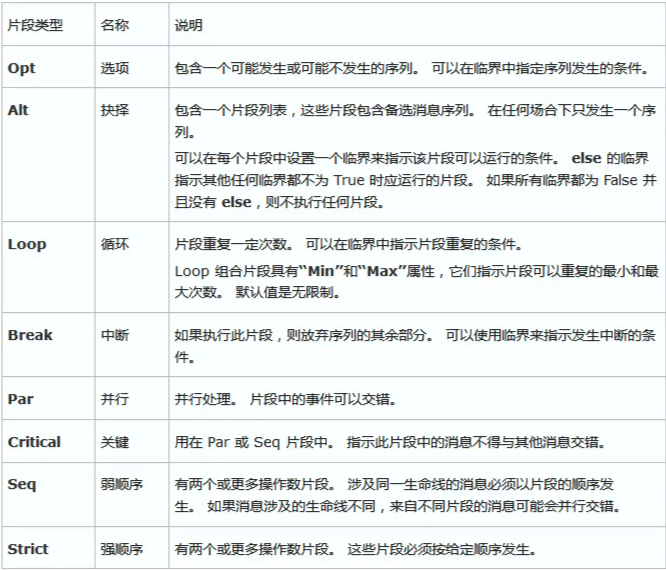 片段类型 名称 说明
Opt 选项 包含一个可能发生或可能不发生的序列。 可以在临界中指定序列发生的条件。
Alt 抉择 包含一个片段列表，这些片段包含备选消息序列。 在任何场合下只发生一个序
列。
可以在每个片段中设置一个临界来指示该片段可以运行的条件。 else 的临界
指示其他任何临界都不为 True 时应运行的片段。 如果所有临界都为 False 并
且没有 else，则不执行任何片段。
Loop 循环 片段重复一定次数。 可以在临界中指示片段重复的条件。
Loop 组合片段具有“Min”和“Max”属性，它们指示片段可以重复的最小和最
大次数。 默认值是无限制。
Break 中断 如果执行此片段，则放弃序列的其余部分。 可以使用临界来指示发生中断的条
件。
Par 并行 并行处理。 片段中的事件可以交错。
Critical 关键 用在 Par 或 Seq 片段中。 指示此片段中的消息不得与其他消息交错。
Seq 弱顺序 有两个或更多操作数片段。 涉及同一生命线的消息必须以片段的顺序发
生。 如果消息涉及的生命线不同，来自不同片段的消息可能会并行交错。
Strict 强顺序 有两个或更多操作数片段。 这些片段必须按给定顺序发生。